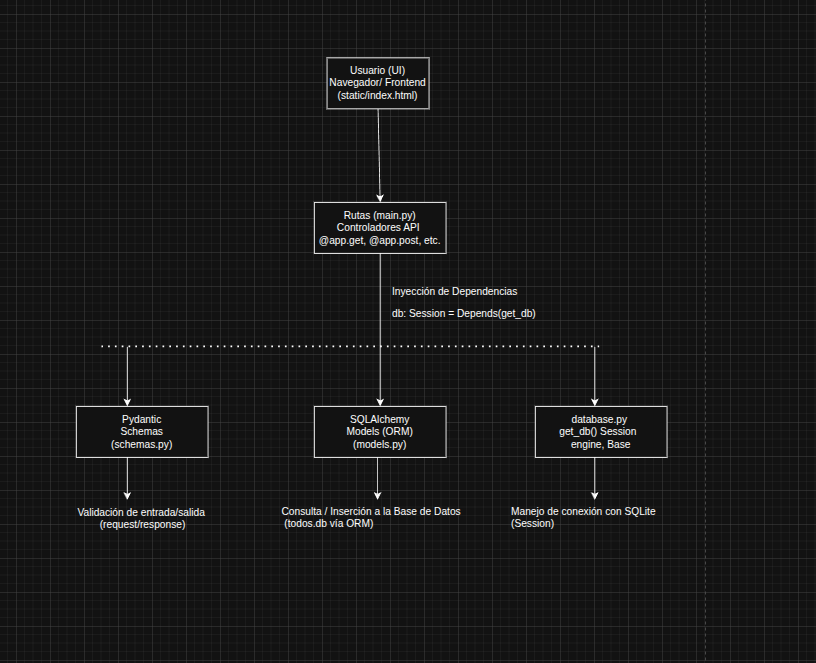 Usuario (UI)
Navegador/ Frontend
(static/index.html)
Rutas (main.py)
Controladores API
@app.get, @app.post, etc.
Inyección de Dependencias
db: Session = Depends(get_db)
Pydantic
Schemas
(schemas.py)
SQLAlchemy
Models (ORM)
(models.py)
database.py
get_db() Session
engine, Base
Validación de entrada/salida
(request/response)
Consulta / Inserción a la Base de Datos
(todos.db vía ORM)
Manejo de conexión con SQLite
(Session)